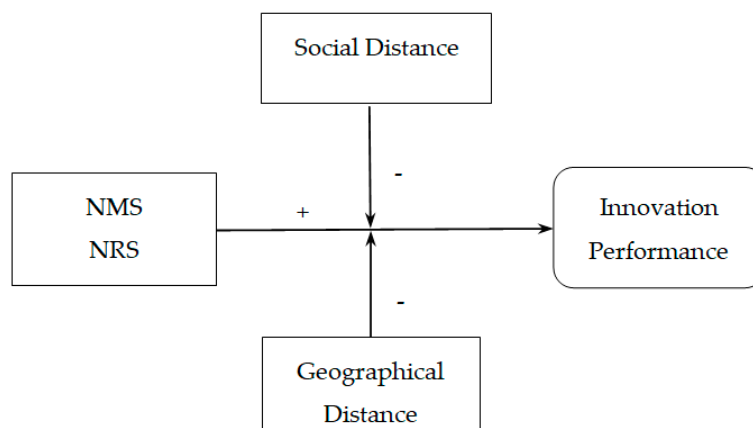 Social Distance
-
NMS
NRS
+
Innovation
Performance
-
Geographical
Distance